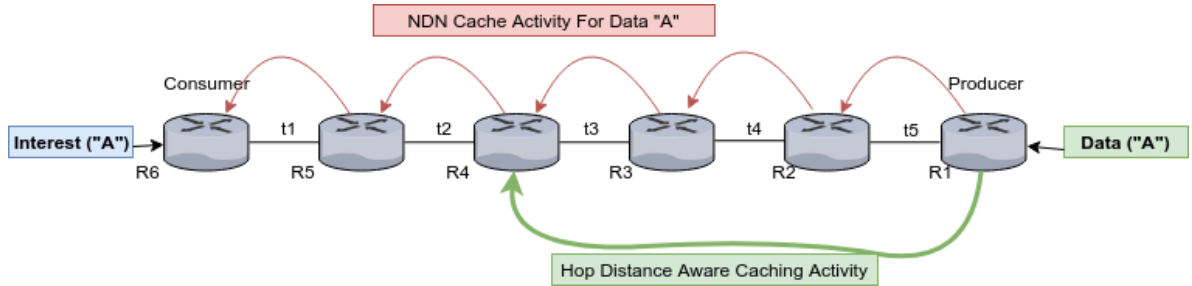 NDN Cache Activity For Data "A"
Consumer
Producer
Interest ("A")
t1
t2
t3
t4
t5
Data ("A")
R6
R5
R4
R3
R2
R1
Hop Distance Aware Caching Activity